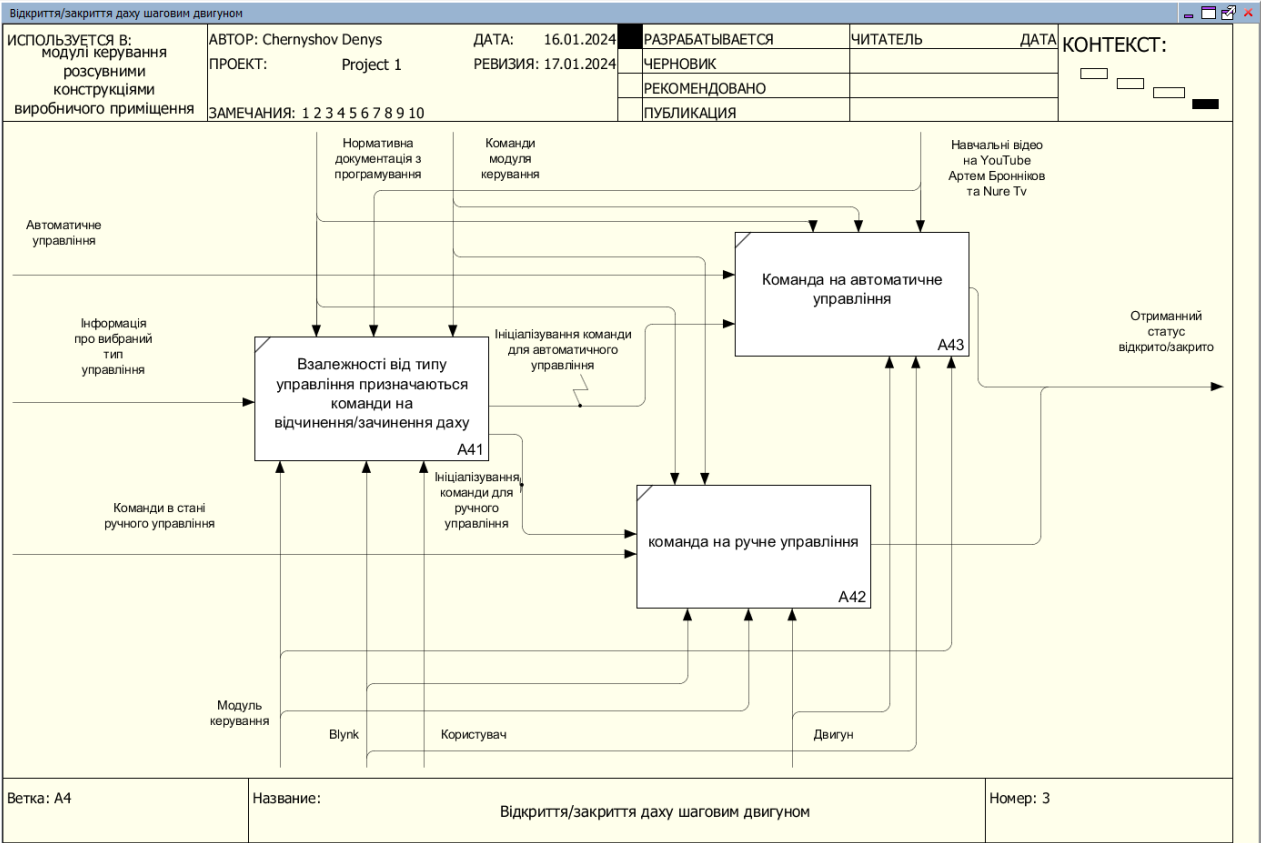 Відкриття/закриття даху шаговим двигуном
ИСПОЛЬЗУЕТСЯ В:
модулі керування
розсувними
конструкціями
виробничого приміщення
АВТОР: Chernyshov Denys
ДАТА: 16.01.2024
ПРОЕКТ: Project 1
РЕВИЗИЯ: 17.01.2024
ЗАМЕЧАНИЯ: 1 2 3 4 5 6 7 8 9 10
РАЗРАБАТЫВАЕТСЯ
ЧЕРНОВИК
РЕКОМЕНДОВАНО
ПУБЛИКАЦИЯ
ЧИТАТЕЛЬ
ДАТА
КОНТЕКСТ:
Нормативна
документація з
програмування
Команди
модуля
керування
Навчальні відео
на YouTube
Артем Бронніков
та Nure Tv
Автоматичне
управління
Команда на автоматичне
управління
A43
Інформація
про вибраний
тип
управління
Ініціалізування команди
для автоматичного
управління
Отриманний
статус
відкрито/закрито
Взалежності від типу
управління призначаються
команди на
відчинення/зачинення даху
A41
Ініціалізування
команди для
ручного
управління
Команди в стані
ручного управління
команда на ручне управління
A42
Модуль
керування
Blynk
Користувач
Двигун
Ветка: A4
Название:
Відкриття/закриття даху шаговим двигуном
Номер: 3